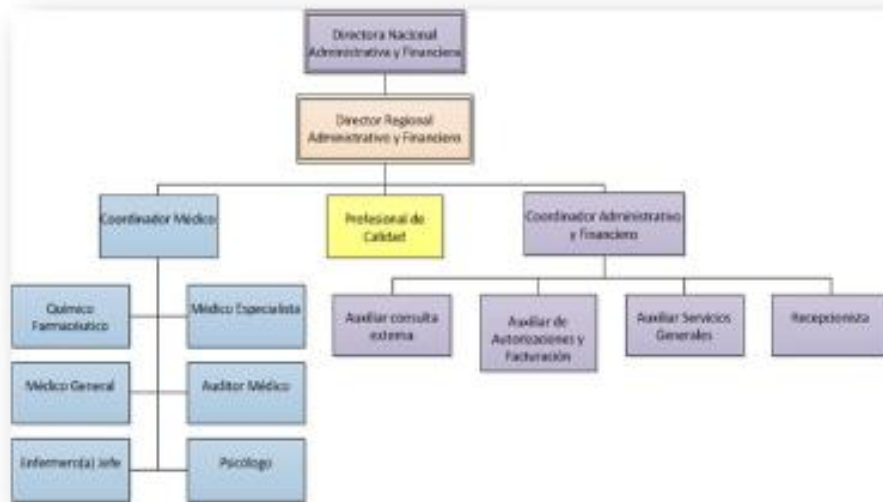 Directora Nacional
Administrativa y Financiera
Director Regional
Administrativo y Financiero
Coordinador Médico
Profesional de
Calidad
Coordinador Administrativo
y Financiero
Químico
Farmacéutico
Médico Especialista
Médico General
Auditor Médico
Enfermero(a) Jefe
Psicólogo
Auxiliar consulta
externa
Auxiliar de
Autorizaciones y
Facturación
Auxiliar Servicios
Generales
Recepcionista